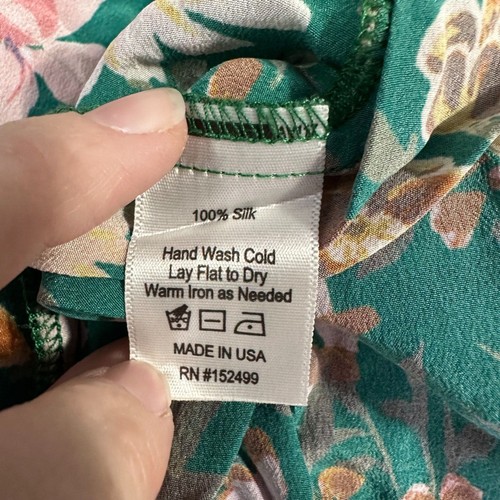 100% Silk
Hand Wash Cold
Lay Flat to Dry
Warm Iron as Needed
MADE IN USA
RN #152499